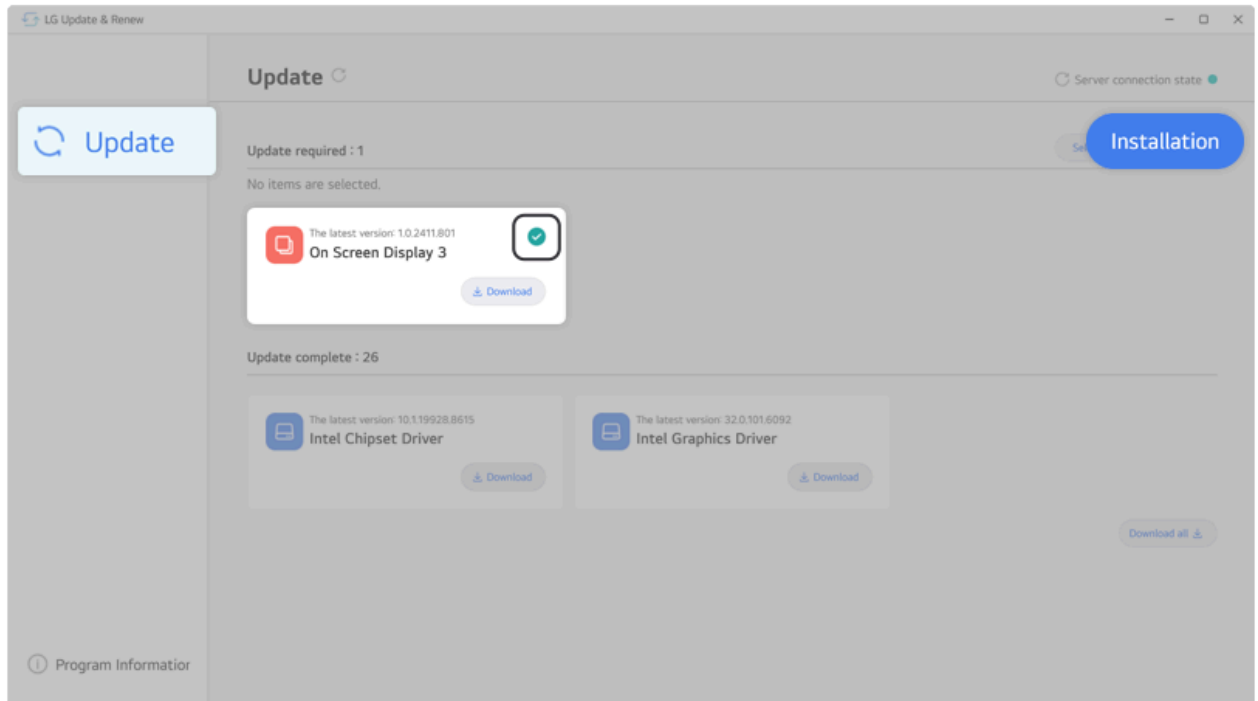 LG Update & Renew
Update
Server connection state
Update
Update required : 1
Installation
No items are selected.
The latest version: 1.0.2411.801
On Screen Display 3
Download
Update complete : 26
The latest version: 10.1.19928.8615
Intel Chipset Driver
Download
The latest version: 32.0.101.6092
Intel Graphics Driver
Download
Download all
Program Information